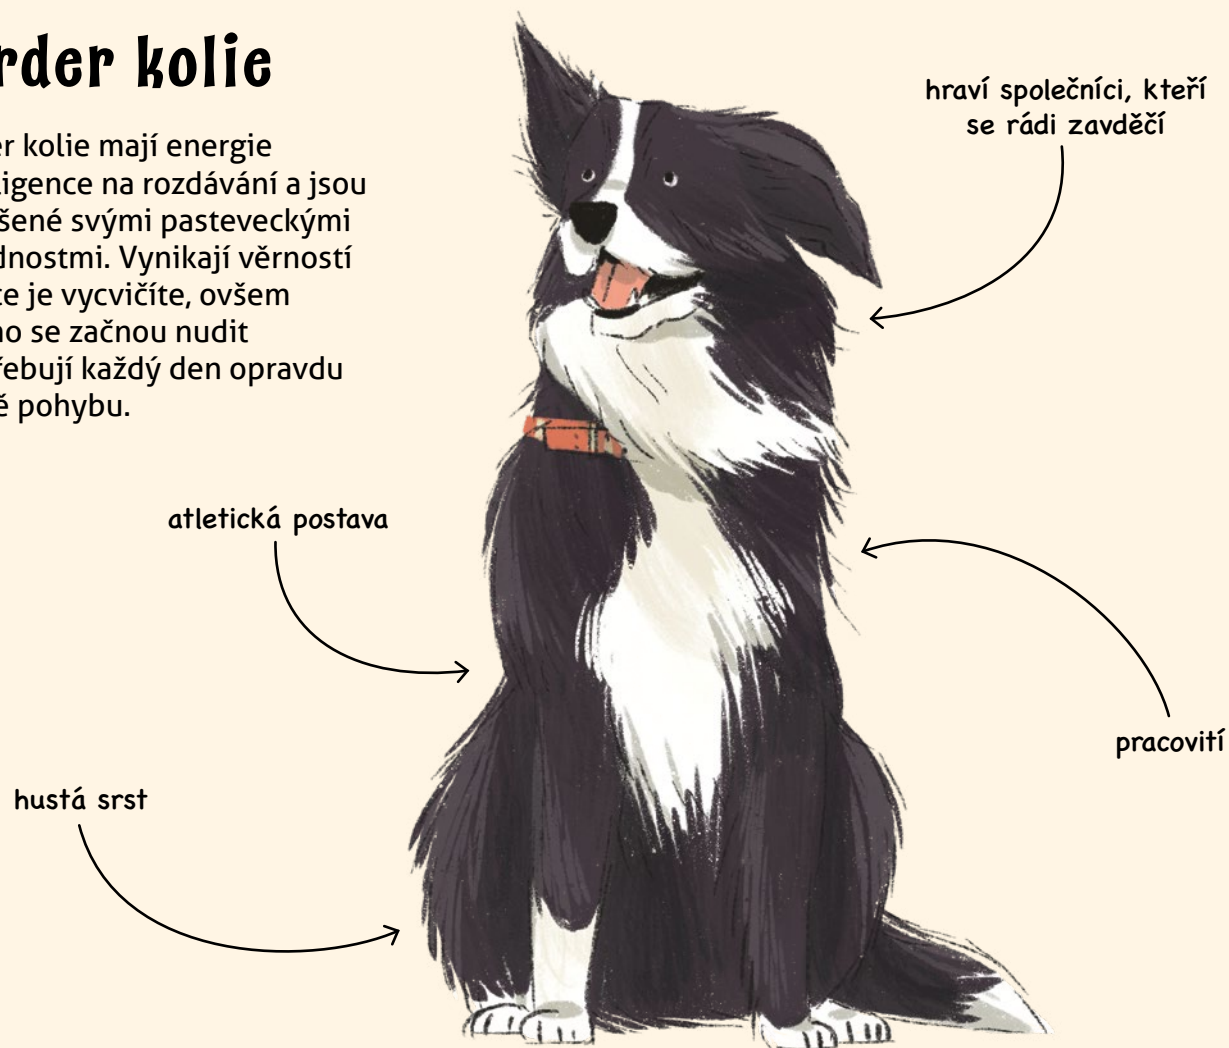 rder kolie
er kolie mají energie
ligence na rozdávání a jsou
šené svými pasteveckými
dnostmi. Vynikají věrností
te je vycvičíte, ovšem
no se začnou nudit
řebují každý den opravdu
ě pohybu.
hraví společníci, kteří
se rádi zavděčí
atletická postava
pracovití
hustá srst